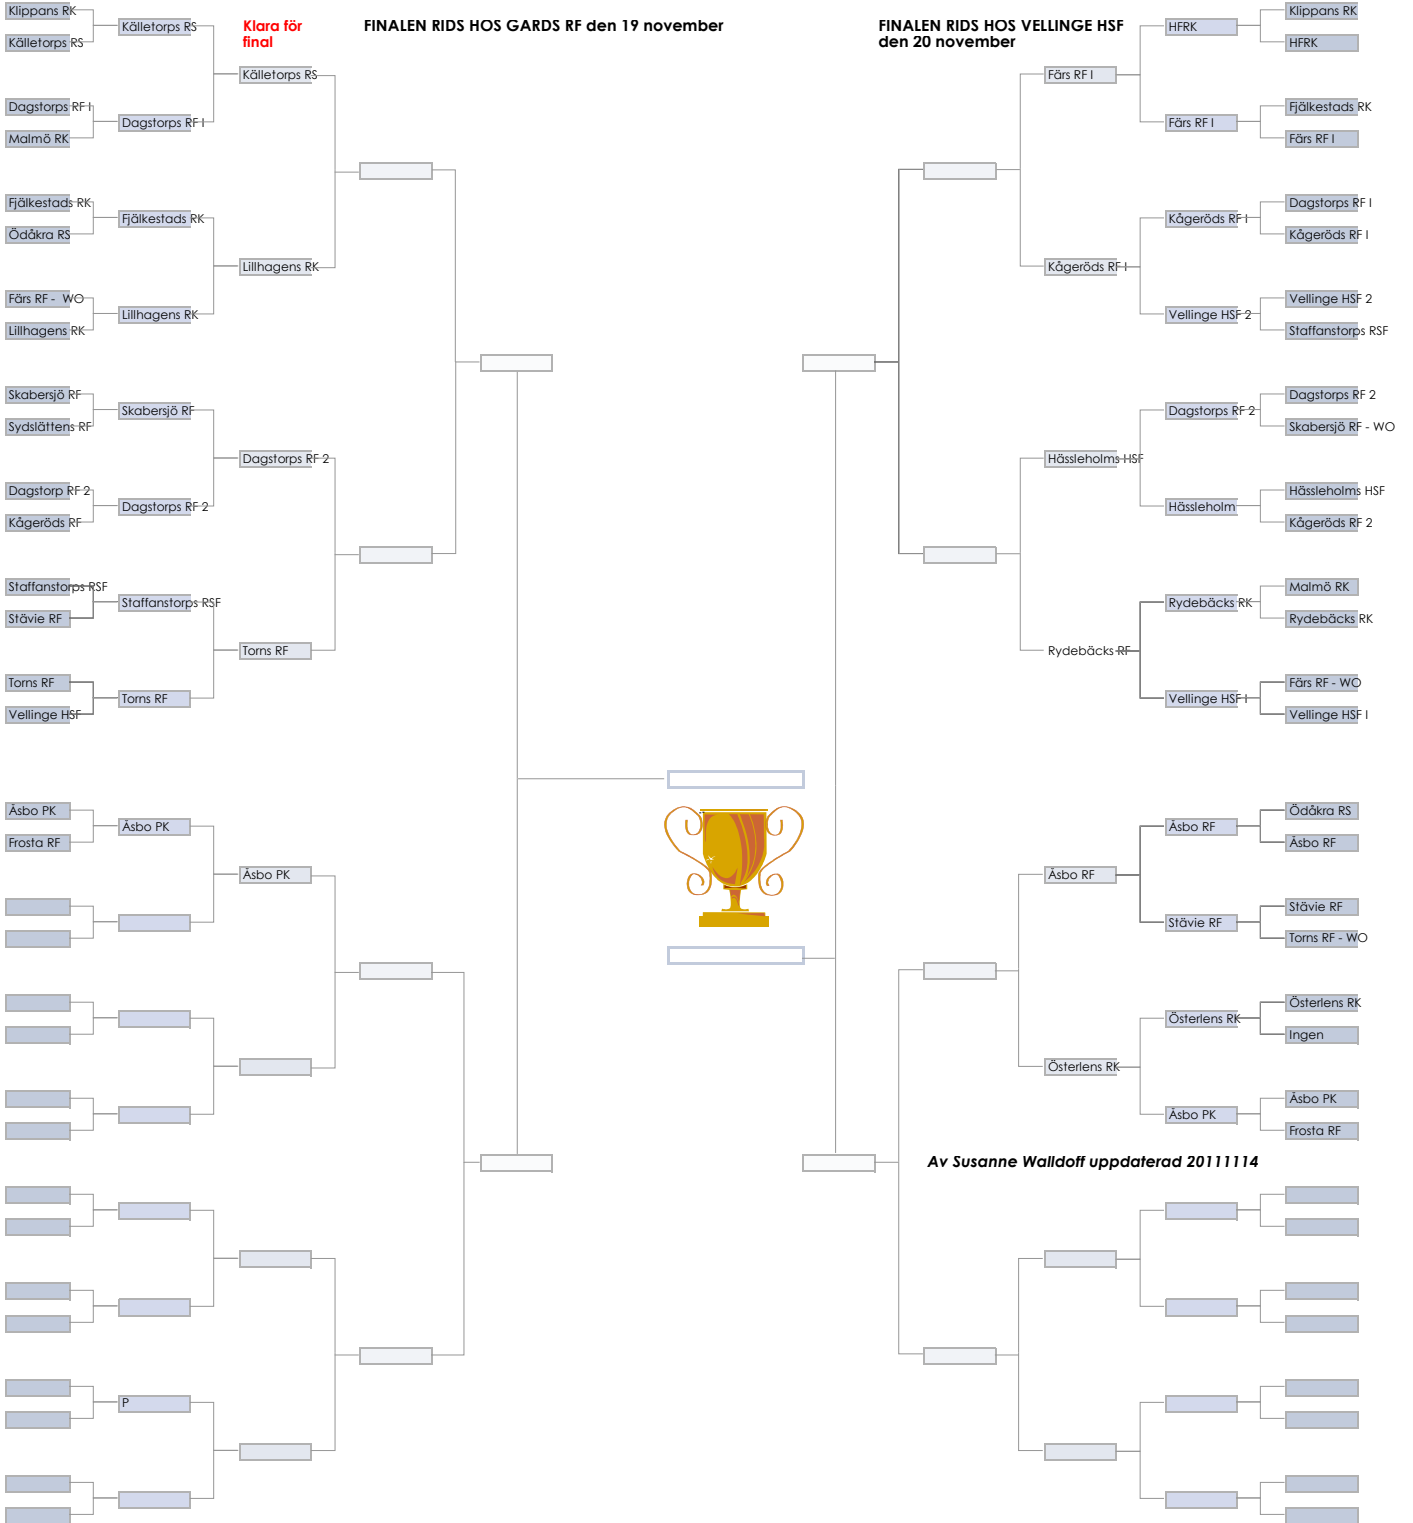 Klippans RK
Källetorps RS
Källetorps RS
Klara för
final
FINALEN RIDS HOS GARDS RF den 19 november
Källetorps RS
Dagstorps RF I
Malmö RK
Dagstorps RF I
Fjälkestads RK
Ödåkra RS
Fjälkestads RK
Lillhagens RK
Färs RF - WO
Lillhagens RK
Lillhagens RK
Skabersjö RF
Sydslättens RF
Skabersjö RF
Dagstorps RF 2
Dagstorp RF 2
Kågeröds RF
Dagstorps RF 2
Staffanstorps RSF
Stävie RF
Staffanstorps RSF
Torns RF
Torns RF
Vellinge HSF
Torns RF
Åsbo PK
Frosta RF
Åsbo PK
Åsbo PK
P
FINALEN RIDS HOS VELLINGE HSF
den 20 november
HFRK
Klippans RK
HFRK
Färs RF I
Färs RF I
Fjälkestads RK
Färs RF I
Kågeröds RF I
Dagstorps RF I
Kågeröds RF I
Kågeröds RF I
Vellinge HSF 2
Vellinge HSF 2
Staffanstorps RSF
Dagstorps RF 2
Dagstorps RF 2
Skabersjö RF - WO
Hässleholms HSF
Hässleholm
Hässleholms HSF
Kågeröds RF 2
Rydebäcks RK
Malmö RK
Rydebäcks RK
Rydebäcks RF
Vellinge HSF I
Färs RF - WO
Vellinge HSF I
Åsbo RF
Ödåkra RS
Åsbo RF
Åsbo RF
Stävie RF
Stävie RF
Torns RF - WO
Österlens RK
Österlens RK
Ingen
Österlens RK
Åsbo PK
Åsbo PK
Frosta RF
Av Susanne Walldoff uppdaterad 20111114